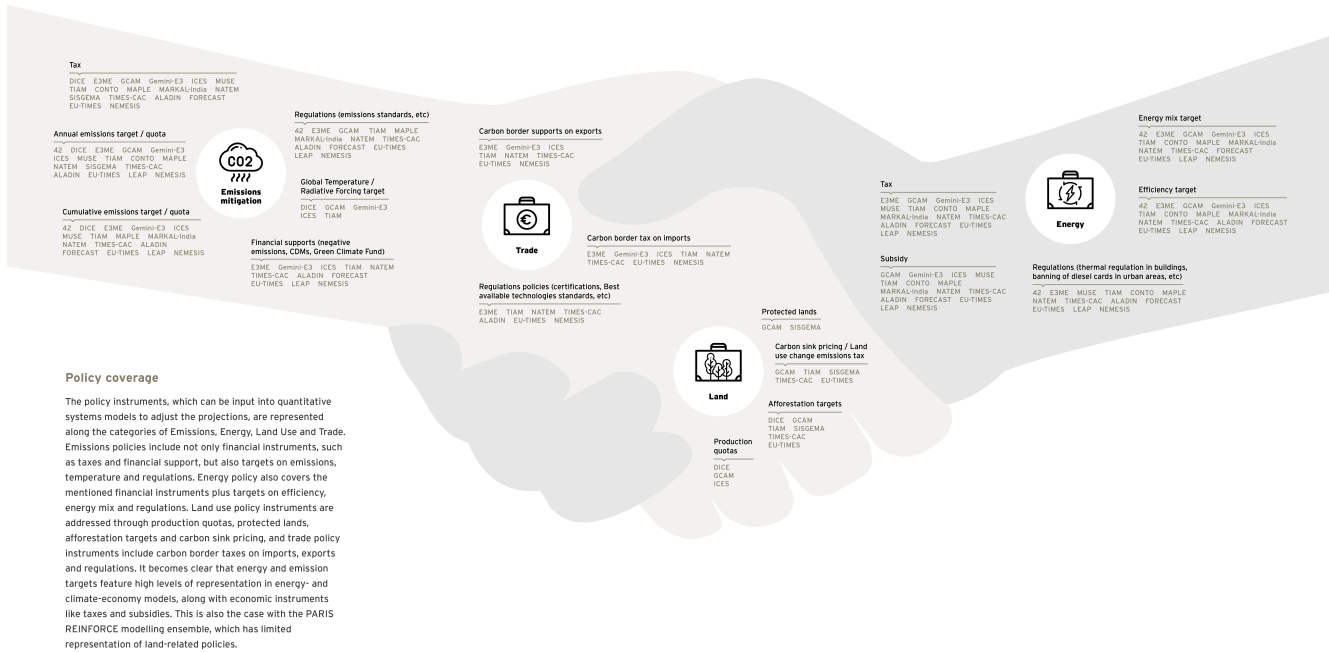 Tax
DICE E3ME GCAM Gemini-E3 ICES MUSE
TIAM CONTO MAPLE MARKAL-India NATEM
SISGEMA TIMES-CAC ALADIN FORECAST
EU-TIMES NEMESIS
Annual emissions target / quota
42 DICE E3ME GCAM Gemini-E3
ICES MUSE TIAM CONTO MAPLE
NATEM SISGEMA TIMES-CAC
ALADIN EU-TIMES LEAP NEMESIS
Cumulative emissions target / quota
42 DICE E3ME Gemini-E3 ICES
MUSE TIAM MAPLE MARKAL-India
NATEM TIMES-CAC ALADIN
FORECAST EU-TIMES LEAP NEMESIS
CO2
Emissions
mitigation
Regulations (emissions standards, etc)
42 E3ME GCAM TIAM MAPLE
MARKAL-India NATEM TIMES-CAC
ALADIN FORECAST EU-TIMES
LEAP NEMESIS
Global Temperature /
Radiative Forcing target
DICE GCAM Gemini-E3
ICES TIAM
Financial supports (negative
emissions, CDMs, Green Climate Fund)
E3ME Gemini-E3 ICES TIAM NATEM
TIMES-CAC ALADIN FORECAST
EU-TIMES LEAP NEMESIS
Carbon border supports on exports
E3ME Gemini-E3 ICES
TIAM NATEM TIMES-CAC
EU-TIMES NEMESIS
€
Trade
Carbon border tax on imports
E3ME Gemini-E3 ICES TIAM NATEM
TIMES-CAC EU-TIMES NEMESIS
Regulations policies (certifications, Best
available technologies standards, etc)
E3ME TIAM NATEM TIMES-CAC
ALADIN EU-TIMES NEMESIS
Land
Protected lands
GCAM SISGEMA
Carbon sink pricing / Land
use change emissions tax
GCAM TIAM SISGEMA
TIMES-CAC EU-TIMES
Afforestation targets
DICE GCAM
TIAM SISGEMA
TIMES-CAC
EU-TIMES
Production
quotas
DICE
GCAM
ICES
Tax
E3ME GCAM Gemini-E3 ICES
MUSE TIAM CONTO MAPLE
MARKAL-India NATEM TIMES-CAC
ALADIN FORECAST EU-TIMES
LEAP NEMESIS
Subsidy
GCAM Gemini-E3 ICES MUSE
TIAM CONTO MAPLE
MARKAL-India NATEM TIMES-CAC
ALADIN FORECAST EU-TIMES
LEAP NEMESIS
Energy
Energy mix target
42 E3ME GCAM Gemini-E3 ICES
TIAM CONTO MAPLE MARKAL-India
NATEM TIMES-CAC FORECAST
EU-TIMES LEAP NEMESIS
Efficiency target
42 E3ME GCAM Gemini-E3 ICES
TIAM CONTO MAPLE MARKAL-India
NATEM TIMES-CAC ALADIN
FORECAST EU-TIMES LEAP NEMESIS
Regulations (thermal regulation in buildings,
banning of diesel cards in urban areas, etc)
42 E3ME MUSE TIAM CONTO MAPLE
NATEM TIMES-CAC ALADIN FORECAST
EU-TIMES LEAP NEMESIS
Policy coverage
The policy instruments, which can be input into quantitative
systems models to adjust the projections, are represented
along the categories of Emissions, Energy, Land Use and Trade.
Emissions policies include not only financial instruments, such
as taxes and financial support, but also targets on emissions,
temperature and regulations. Energy policy also covers the
mentioned financial instruments plus targets on efficiency,
energy mix and regulations. Land use policy instruments are
addressed through production quotas, protected lands,
afforestation targets and carbon sink pricing, and trade policy
instruments include carbon border taxes on imports, exports
and regulations. It becomes clear that energy and emission
targets feature high levels of representation in energy- and
climate-economy models, along with economic instruments
like taxes and subsidies. This is also the case with the PARIS
REINFORCE modelling ensemble, which has limited
representation of land-related policies.